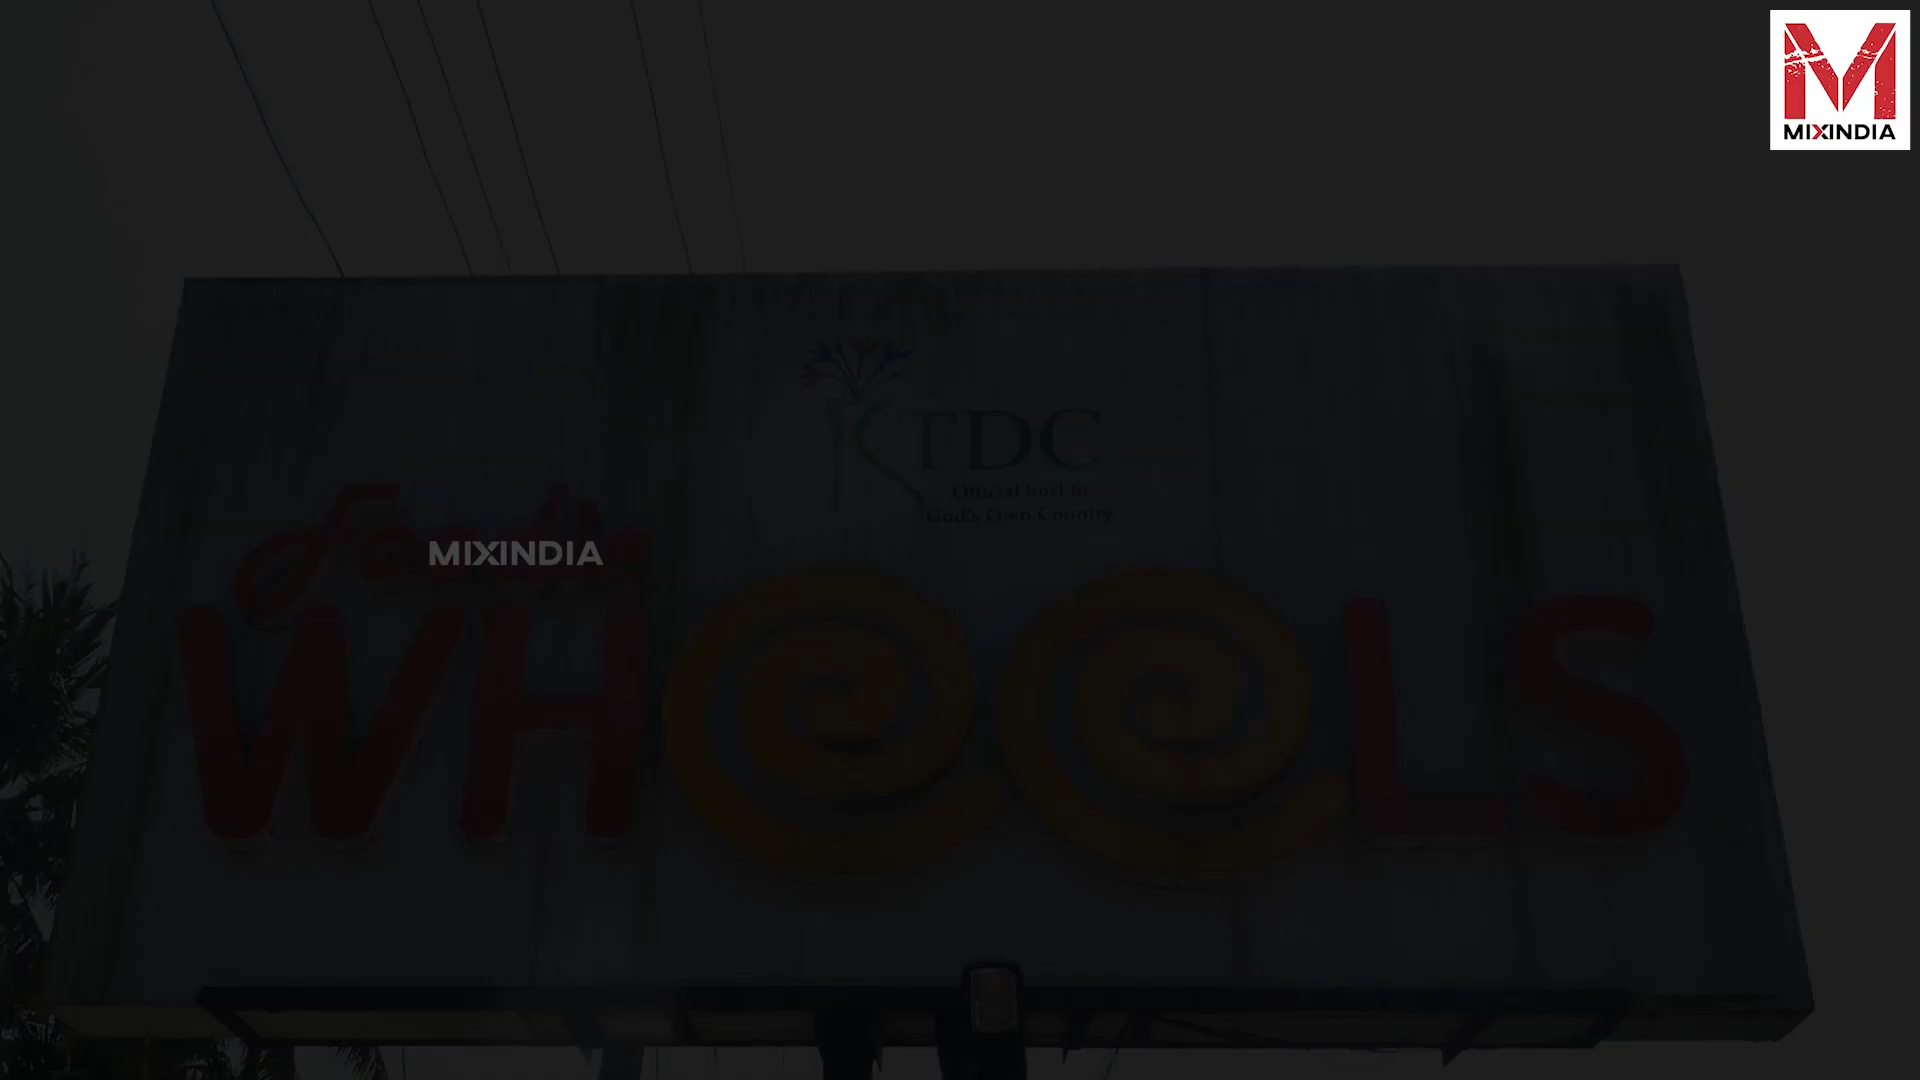 M
MIXINDIA
KTDC
Official host to
God's Own Country
MIXINDIA
WHEELS